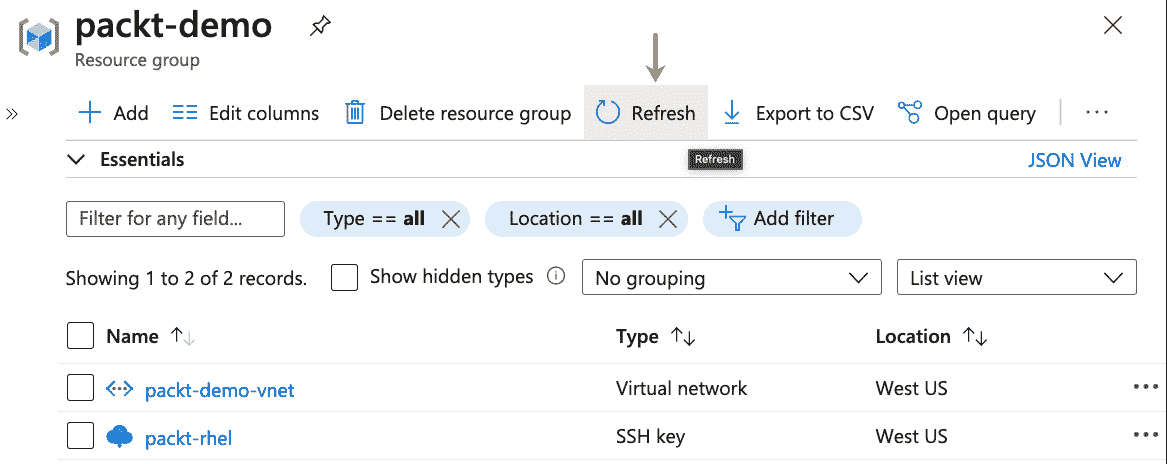 packt-demo
Resource group
» Add Edit columns Delete resource group Refresh Export to CSV Open query ...
Essentials Refresh JSON View
Filter for any field... Type == all Location == all Add filter
Showing 1 to 2 of 2 records. Show hidden types No grouping List view
Name Type Location
packt-demo-vnet Virtual network West US ...
packt-rhel SSH key West US ...